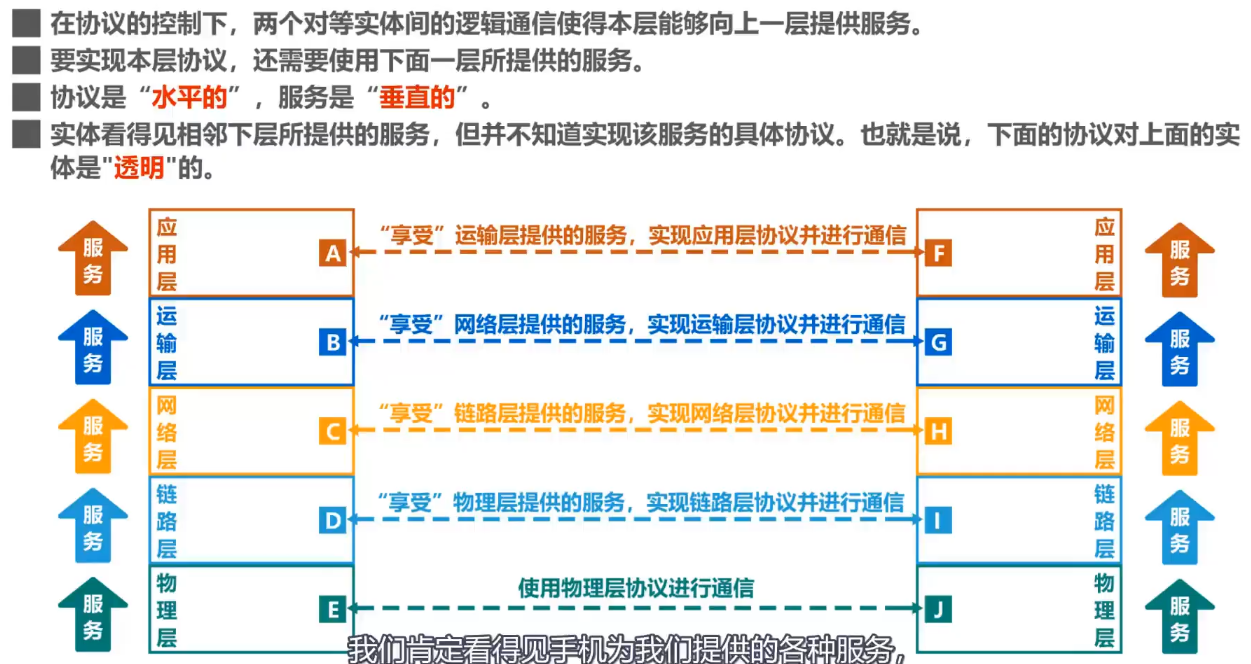 在协议的控制下，两个对等实体间的逻辑通信使得本层能够向上一层提供服务。
要实现本层协议，还需要使用下面一层所提供的服务。
协议是“水平的”，服务是“垂直的”。
实体看得见相邻下层所提供的服务，但并不知道实现该服务的具体协议。也就是说，下面的协议对上面的实
体是"透明"的。
服务
应用层
A
“享受”运输层提供的服务，实现应用层协议并进行通信
F
应用层
服务
服务
运输层
B
“享受”网络层提供的服务，实现运输层协议并进行通信
G
运输层
服务
服务
网络层
C
“享受”链路层提供的服务，实现网络层协议并进行通信
H
网络层
服务
服务
链路层
D
“享受”物理层提供的服务，实现链路层协议并进行通信
I
链路层
服务
服务
物理层
E
使用物理层协议进行通信
J
物理层
服务
我们肯定看得见手机为我们提供的各种服务，